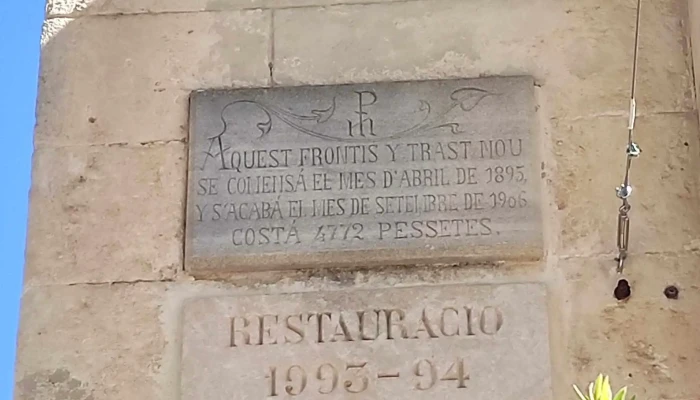 AQUEST FRONTIS Y TRAST NOU
SE COMENSÁ EL MES D'ABRIL DE 1895,
Y S'ACABÁ EL MES DE SETEMBRE DE 1906
COSTÁ 4772 PESSETES.
RESTAURACIO
1993-94